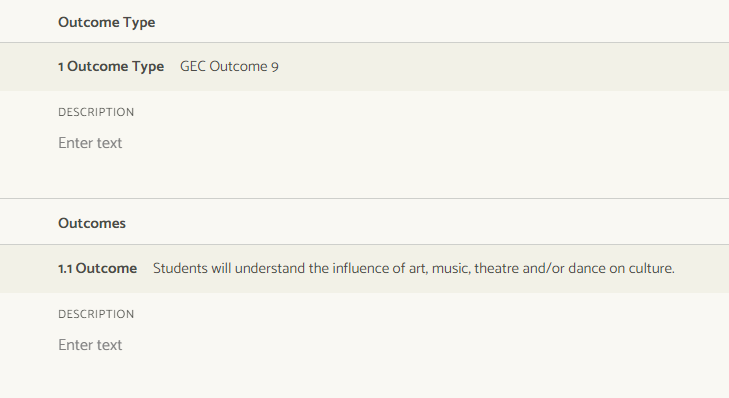 Outcome Type
1 Outcome Type GEC Outcome 9
DESCRIPTION
Enter text
Outcomes
1.1 Outcome Students will understand the influence of art, music, theatre and/or dance on culture.
DESCRIPTION
Enter text